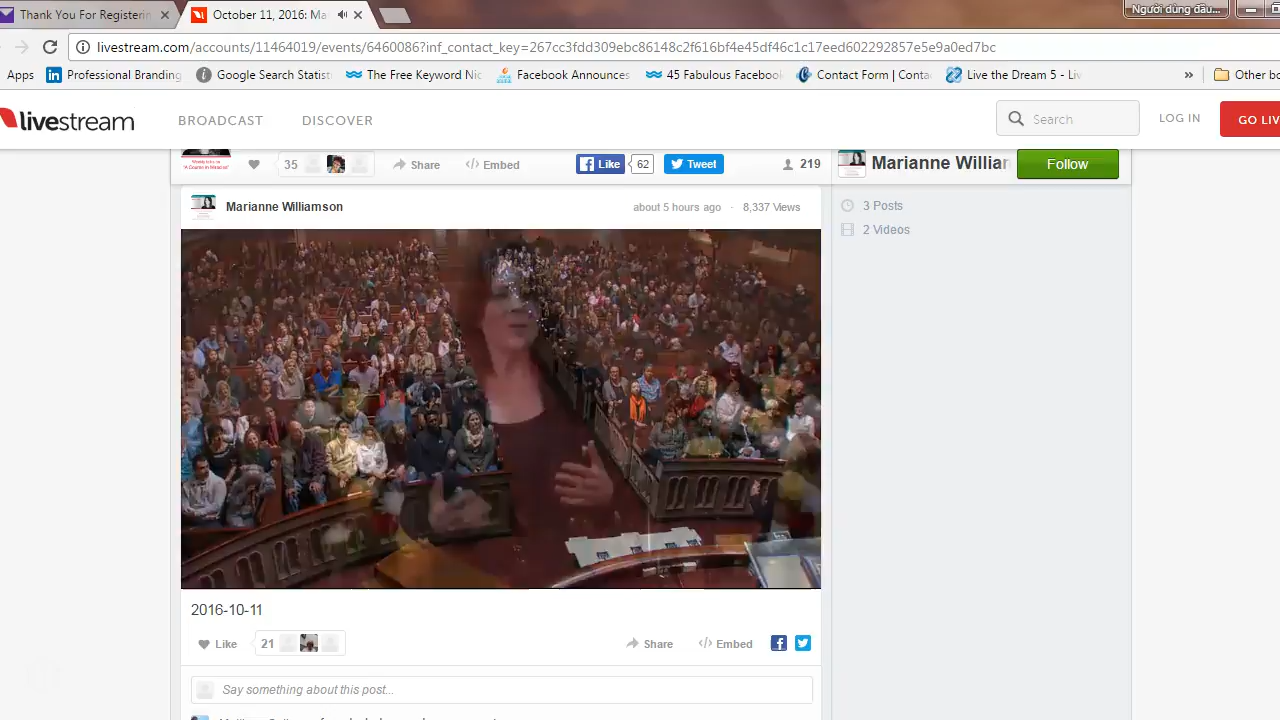 Thank You For Registerin
October 11, 2016: Ma
Người dùng đầu...
livestream.com/accounts/11464019/events/6460086?inf_contact_key=267cc3fdd309ebc86148c2f616bf4e45df46c1c17eed602292857e5e9a0ed7bc
Apps
Professional Branding
Google Search Statist
The Free Keyword Nic
Facebook Announces
45 Fabulous Facebook
Contact Form | Conta
Live the Dream 5 - Liv
» Other bo
livestream
BROADCAST
DISCOVER
Search
LOG IN
GO LIV
35
Share
Embed
Like
62
Tweet
219
Marianne Willian
Follow
Marianne Williamson
about 5 hours ago · 8,337 Views
3 Posts
2 Videos
2016-10-11
Like
21
Share
Embed
Say something about this post...